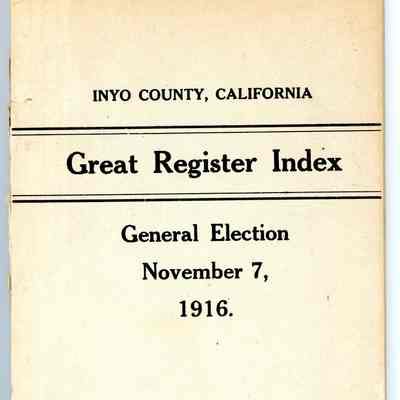 INYO COUNTY, CALIFORNIA
Great Register Index
General Election
November 7,
1916.